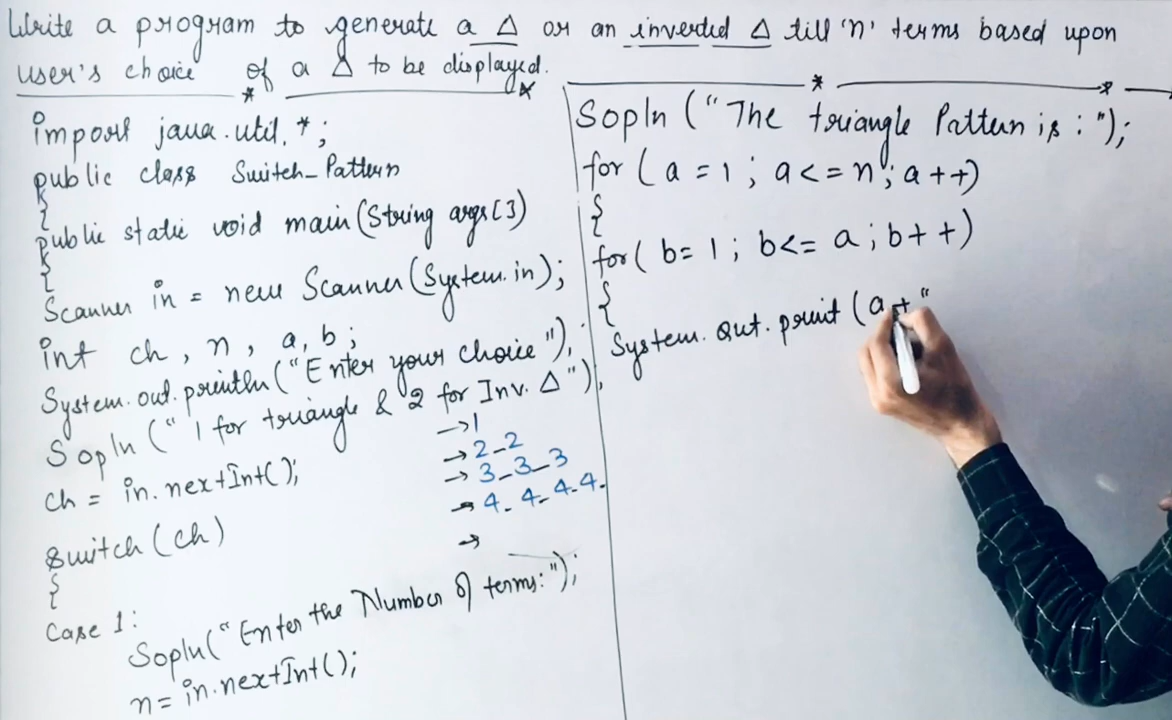 Write a program to generate a Δ or an inverted Δ till 'n' terms based upon
user's choice of a Δ to be displayed.
import java.util.*;
public class Switch_Pattern
{
public static void main(String args[])
{
Scanner in = new Scanner(System.in);
int ch, n, a, b;
System.out.println("Enter your choice");
Sopln ("1 for triangle & 2 for Inv. Δ");
ch = in.nextInt();
switch (ch)
{
Case 1:
Sopln("Enter the Number of terms:");
n = in.nextInt();
→1
→2-2
→3-3-3
→4-4-4-4-
→
Sopln ("The triangle Pattern is :");
for (a = 1 ; a <= n ; a++)
{
for( b= 1 ; b<= a ; b++)
{
System.out.print (a + "